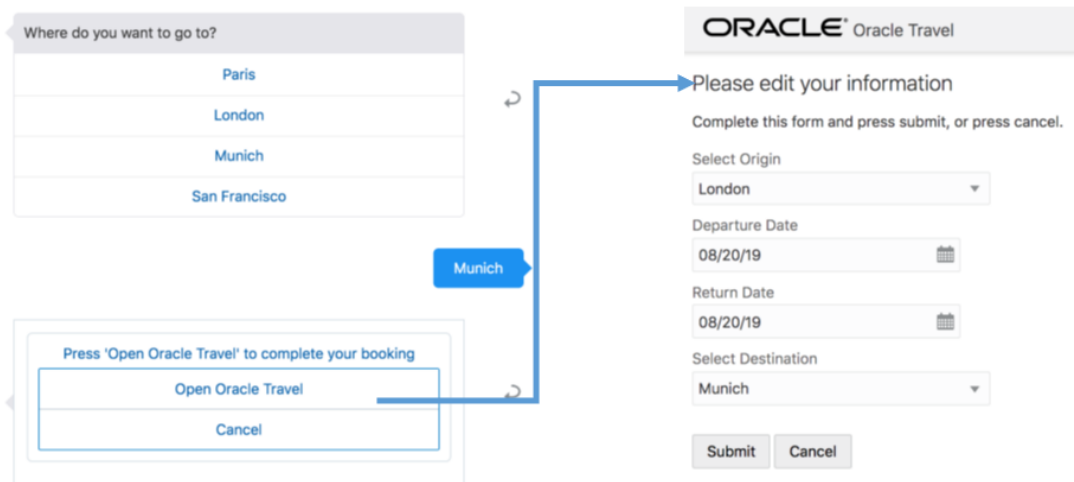 Where do you want to go to?
Paris
London
Munich
San Francisco
Munich
Press 'Open Oracle Travel' to complete your booking
Open Oracle Travel
Cancel
ORACLE® Oracle Travel
Please edit your information
Complete this form and press submit, or press cancel.
Select Origin
London
Departure Date
08/20/19
Return Date
08/20/19
Select Destination
Munich
Submit Cancel